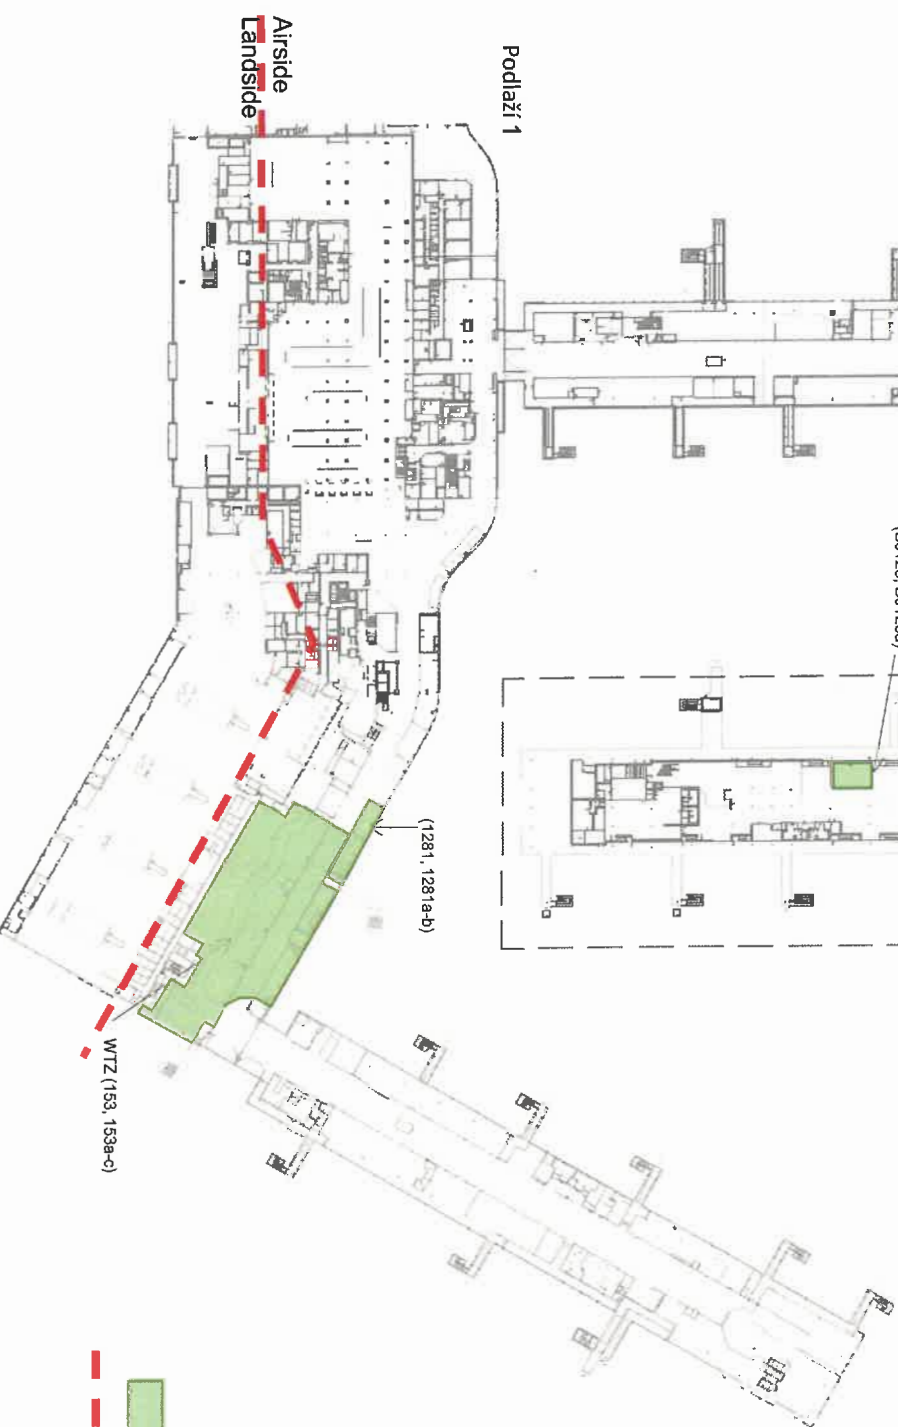 Airside
Landside
Podlaží 1
(1281, 1281a-b)
WTZ (153, 153a-c)